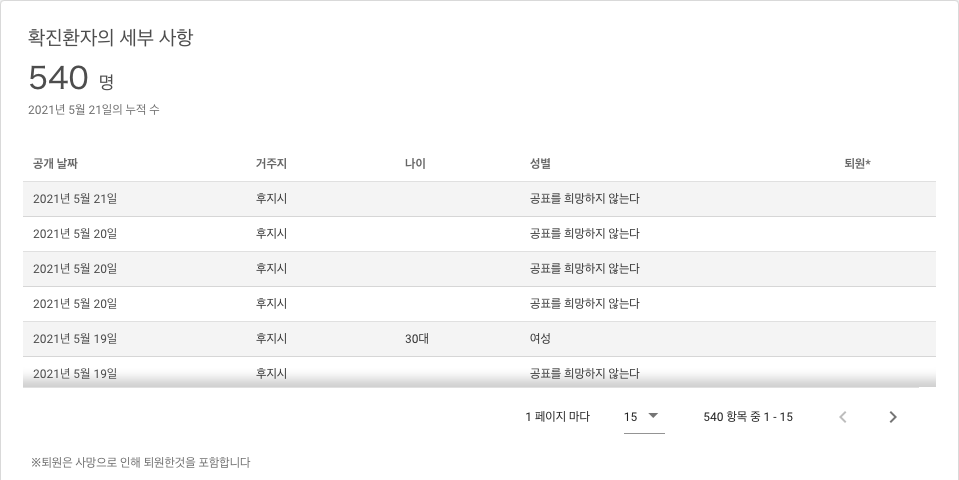 확진환자의 세부 사항
540 명
2021년 5월 21일의 누적 수
공개 날짜 거주지 나이 성별 퇴원*
2021년 5월 21일 후지시 공표를 희망하지 않는다
2021년 5월 20일 후지시 공표를 희망하지 않는다
2021년 5월 20일 후지시 공표를 희망하지 않는다
2021년 5월 20일 후지시 공표를 희망하지 않는다
2021년 5월 19일 후지시 30대 여성
2021년 5월 19일 후지시 공표를 희망하지 않는다
1 페이지 마다 15 540 항목 중 1 - 15
※퇴원은 사망으로 인해 퇴원한것을 포함합니다